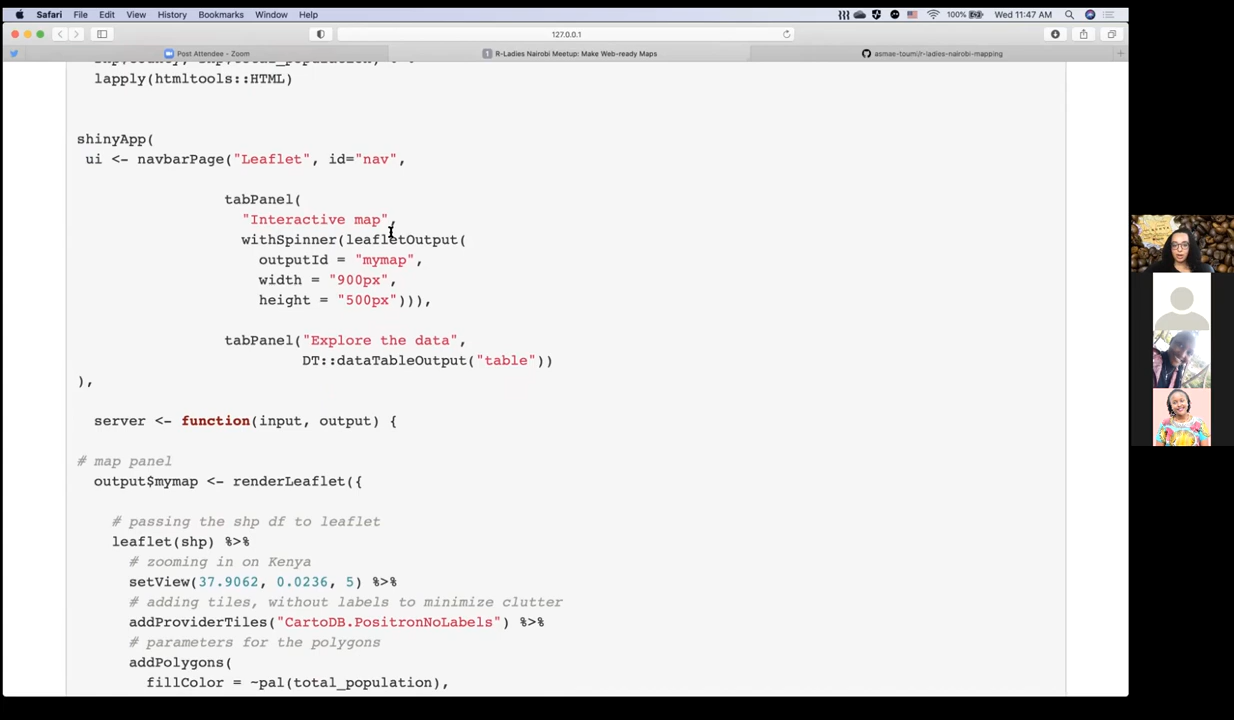 Safari File Edit View History Bookmarks Window Help 100% Wed 11:47 AM
127.0.0.1
Post Attendee - Zoom
1 R-Ladies Nairobi Meetup: Make Web-ready Maps
asmae-toumi/r-ladies-nairobi-mapping
lapply(htmltools::HTML)
shinyApp(
ui <- navbarPage("Leaflet", id="nav",
tabPanel(
"Interactive map",
withSpinner(leafletOutput(
outputId = "mymap",
width = "900px",
height = "500px"))),
tabPanel("Explore the data",
DT::dataTableOutput("table"))
),
server <- function(input, output) {
# map panel
output$mymap <- renderLeaflet({
# passing the shp df to leaflet
leaflet(shp) %>%
# zooming in on Kenya
setView(37.9062, 0.0236, 5) %>%
# adding tiles, without labels to minimize clutter
addProviderTiles("CartoDB.PositronNoLabels") %>%
# parameters for the polygons
addPolygons(
fillColor = ~pal(total_population),